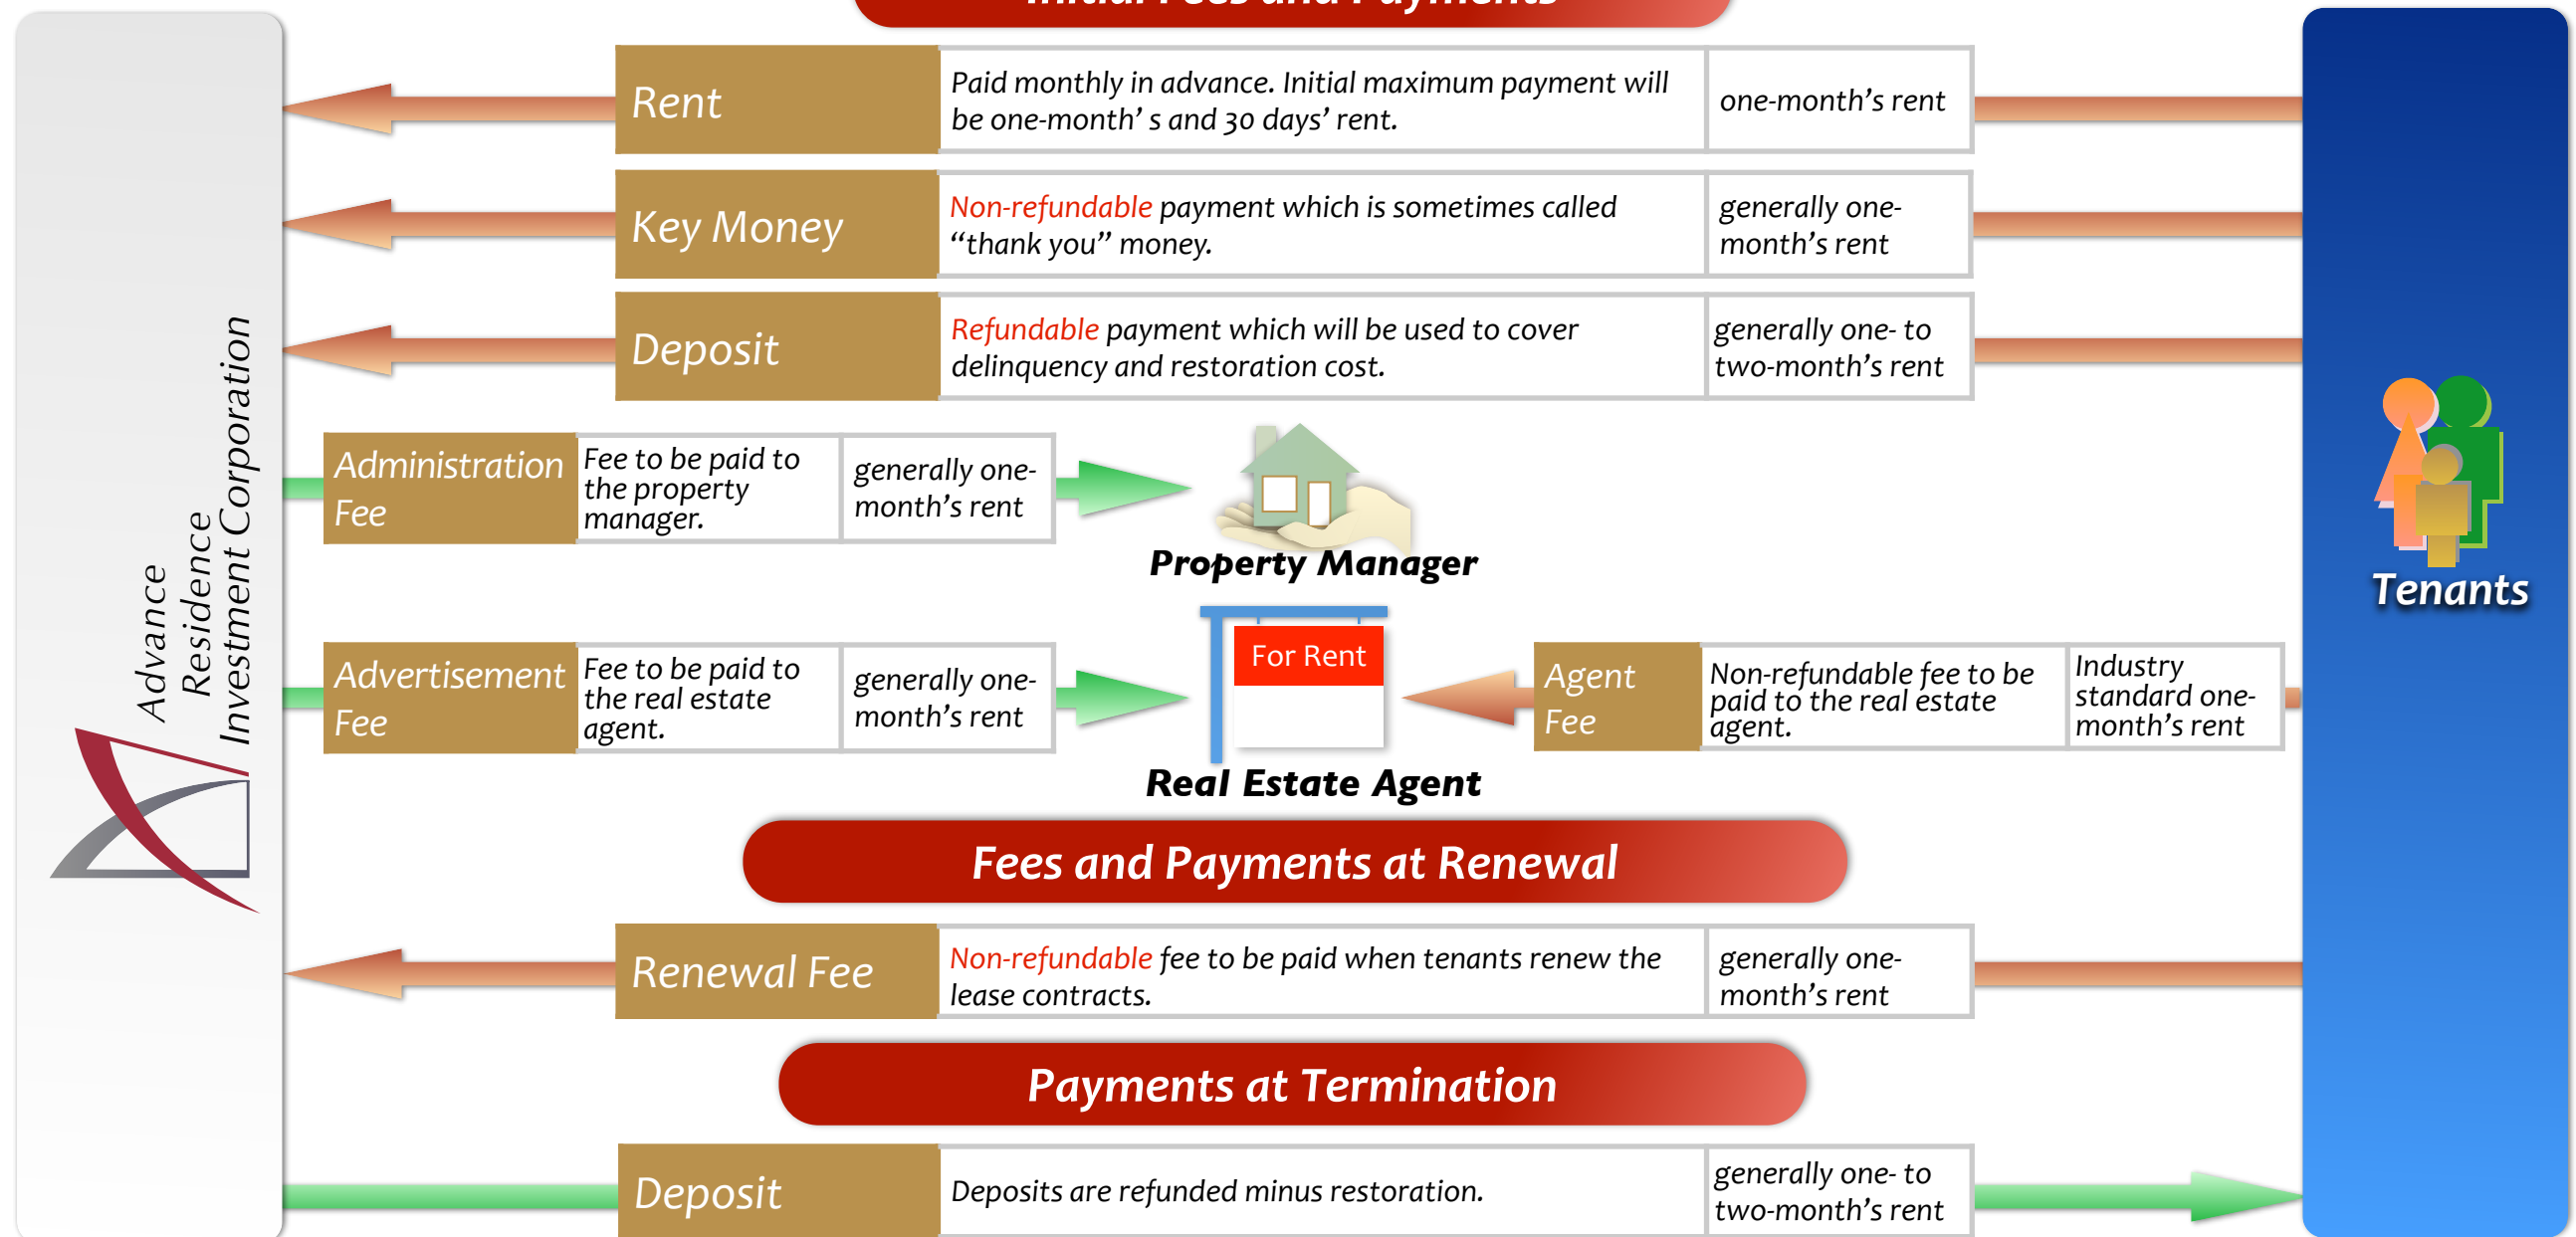 Initial Fees and Payments
Rent
Paid monthly in advance. Initial maximum payment will
be one-month' s and 30 days' rent.
one-month's rent
Key Money
Non-refundable payment which is sometimes called
“thank you” money.
generally one-
month's rent
Deposit
Refundable payment which will be used to cover
delinquency and restoration cost.
generally one- to
two-month's rent
Advance
Residence
Investment Corporation
Administration
Fee
Fee to be paid to
the property
manager.
generally one-
month's rent
Property Manager
Tenants
Advertisement
Fee
Fee to be paid to
the real estate
agent.
generally one-
month's rent
For Rent
Real Estate Agent
Agent
Fee
Non-refundable fee to be
paid to the real estate
agent.
Industry
standard one-
month's rent
Fees and Payments at Renewal
Renewal Fee
Non-refundable fee to be paid when tenants renew the
lease contracts.
generally one-
month's rent
Payments at Termination
Deposit
Deposits are refunded minus restoration.
generally one- to
two-month's rent